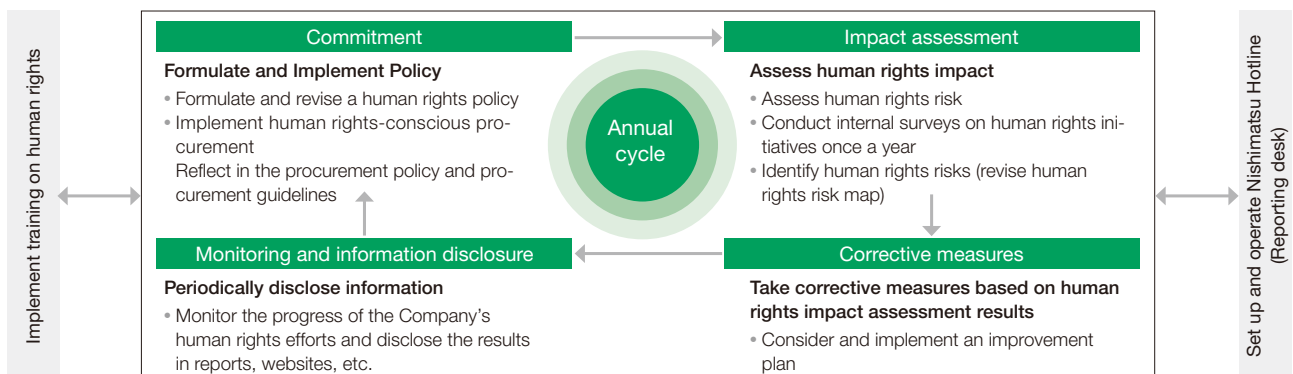 Implement training on human rights
Commitment
Formulate and Implement Policy
• Formulate and revise a human rights policy
• Implement human rights-conscious pro-
curement
Reflect in the procurement policy and pro-
curement guidelines
Annual
cycle
Impact assessment
Assess human rights impact
• Assess human rights risk
• Conduct internal surveys on human rights ini-
tiatives once a year
• Identify human rights risks (revise human
rights risk map)
Monitoring and information disclosure
Periodically disclose information
• Monitor the progress of the Company's
human rights efforts and disclose the results
in reports, websites, etc.
Corrective measures
Take corrective measures based on human
rights impact assessment results
• Consider and implement an improvement
plan
Set up and operate Nishimatsu Hotline
(Reporting desk)